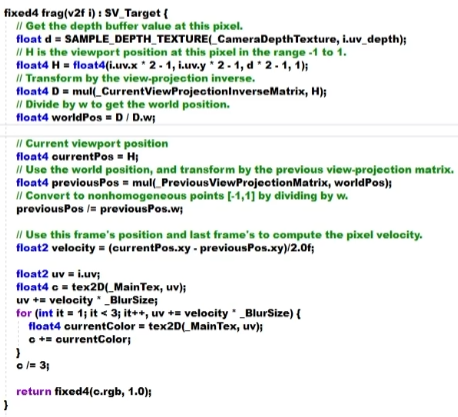 fixed4 frag(v2f i) : SV_Target {
// Get the depth buffer value at this pixel.
float d = SAMPLE_DEPTH_TEXTURE(_CameraDepthTexture, i.uv_depth);
// H is the viewport position at this pixel in the range -1 to 1.
float4 H = float4(i.uv.x * 2 - 1, i.uv.y * 2 - 1, d * 2 - 1, 1);
// Transform by the view-projection inverse.
float4 D = mul(_CurrentViewProjectionInverseMatrix, H);
// Divide by w to get the world position.
float4 worldPos = D / D.w;
// Current viewport position
float4 currentPos = H;
// Use the world position, and transform by the previous view-projection matrix.
float4 previousPos = mul(_PreviousViewProjectionMatrix, worldPos);
// Convert to nonhomogeneous points [-1,1] by dividing by w.
previousPos /= previousPos.w;
// Use this frame's position and last frame's to compute the pixel velocity.
float2 velocity = (currentPos.xy - previousPos.xy)/2.0f;
float2 uv = i.uv;
float4 c = tex2D(_MainTex, uv);
uv += velocity * _BlurSize;
for (int it = 1; it < 3; it++, uv += velocity * _BlurSize) {
float4 currentColor = tex2D(_MainTex, uv);
c += currentColor;
}
c /= 3;
return fixed4(c.rgb, 1.0);
}